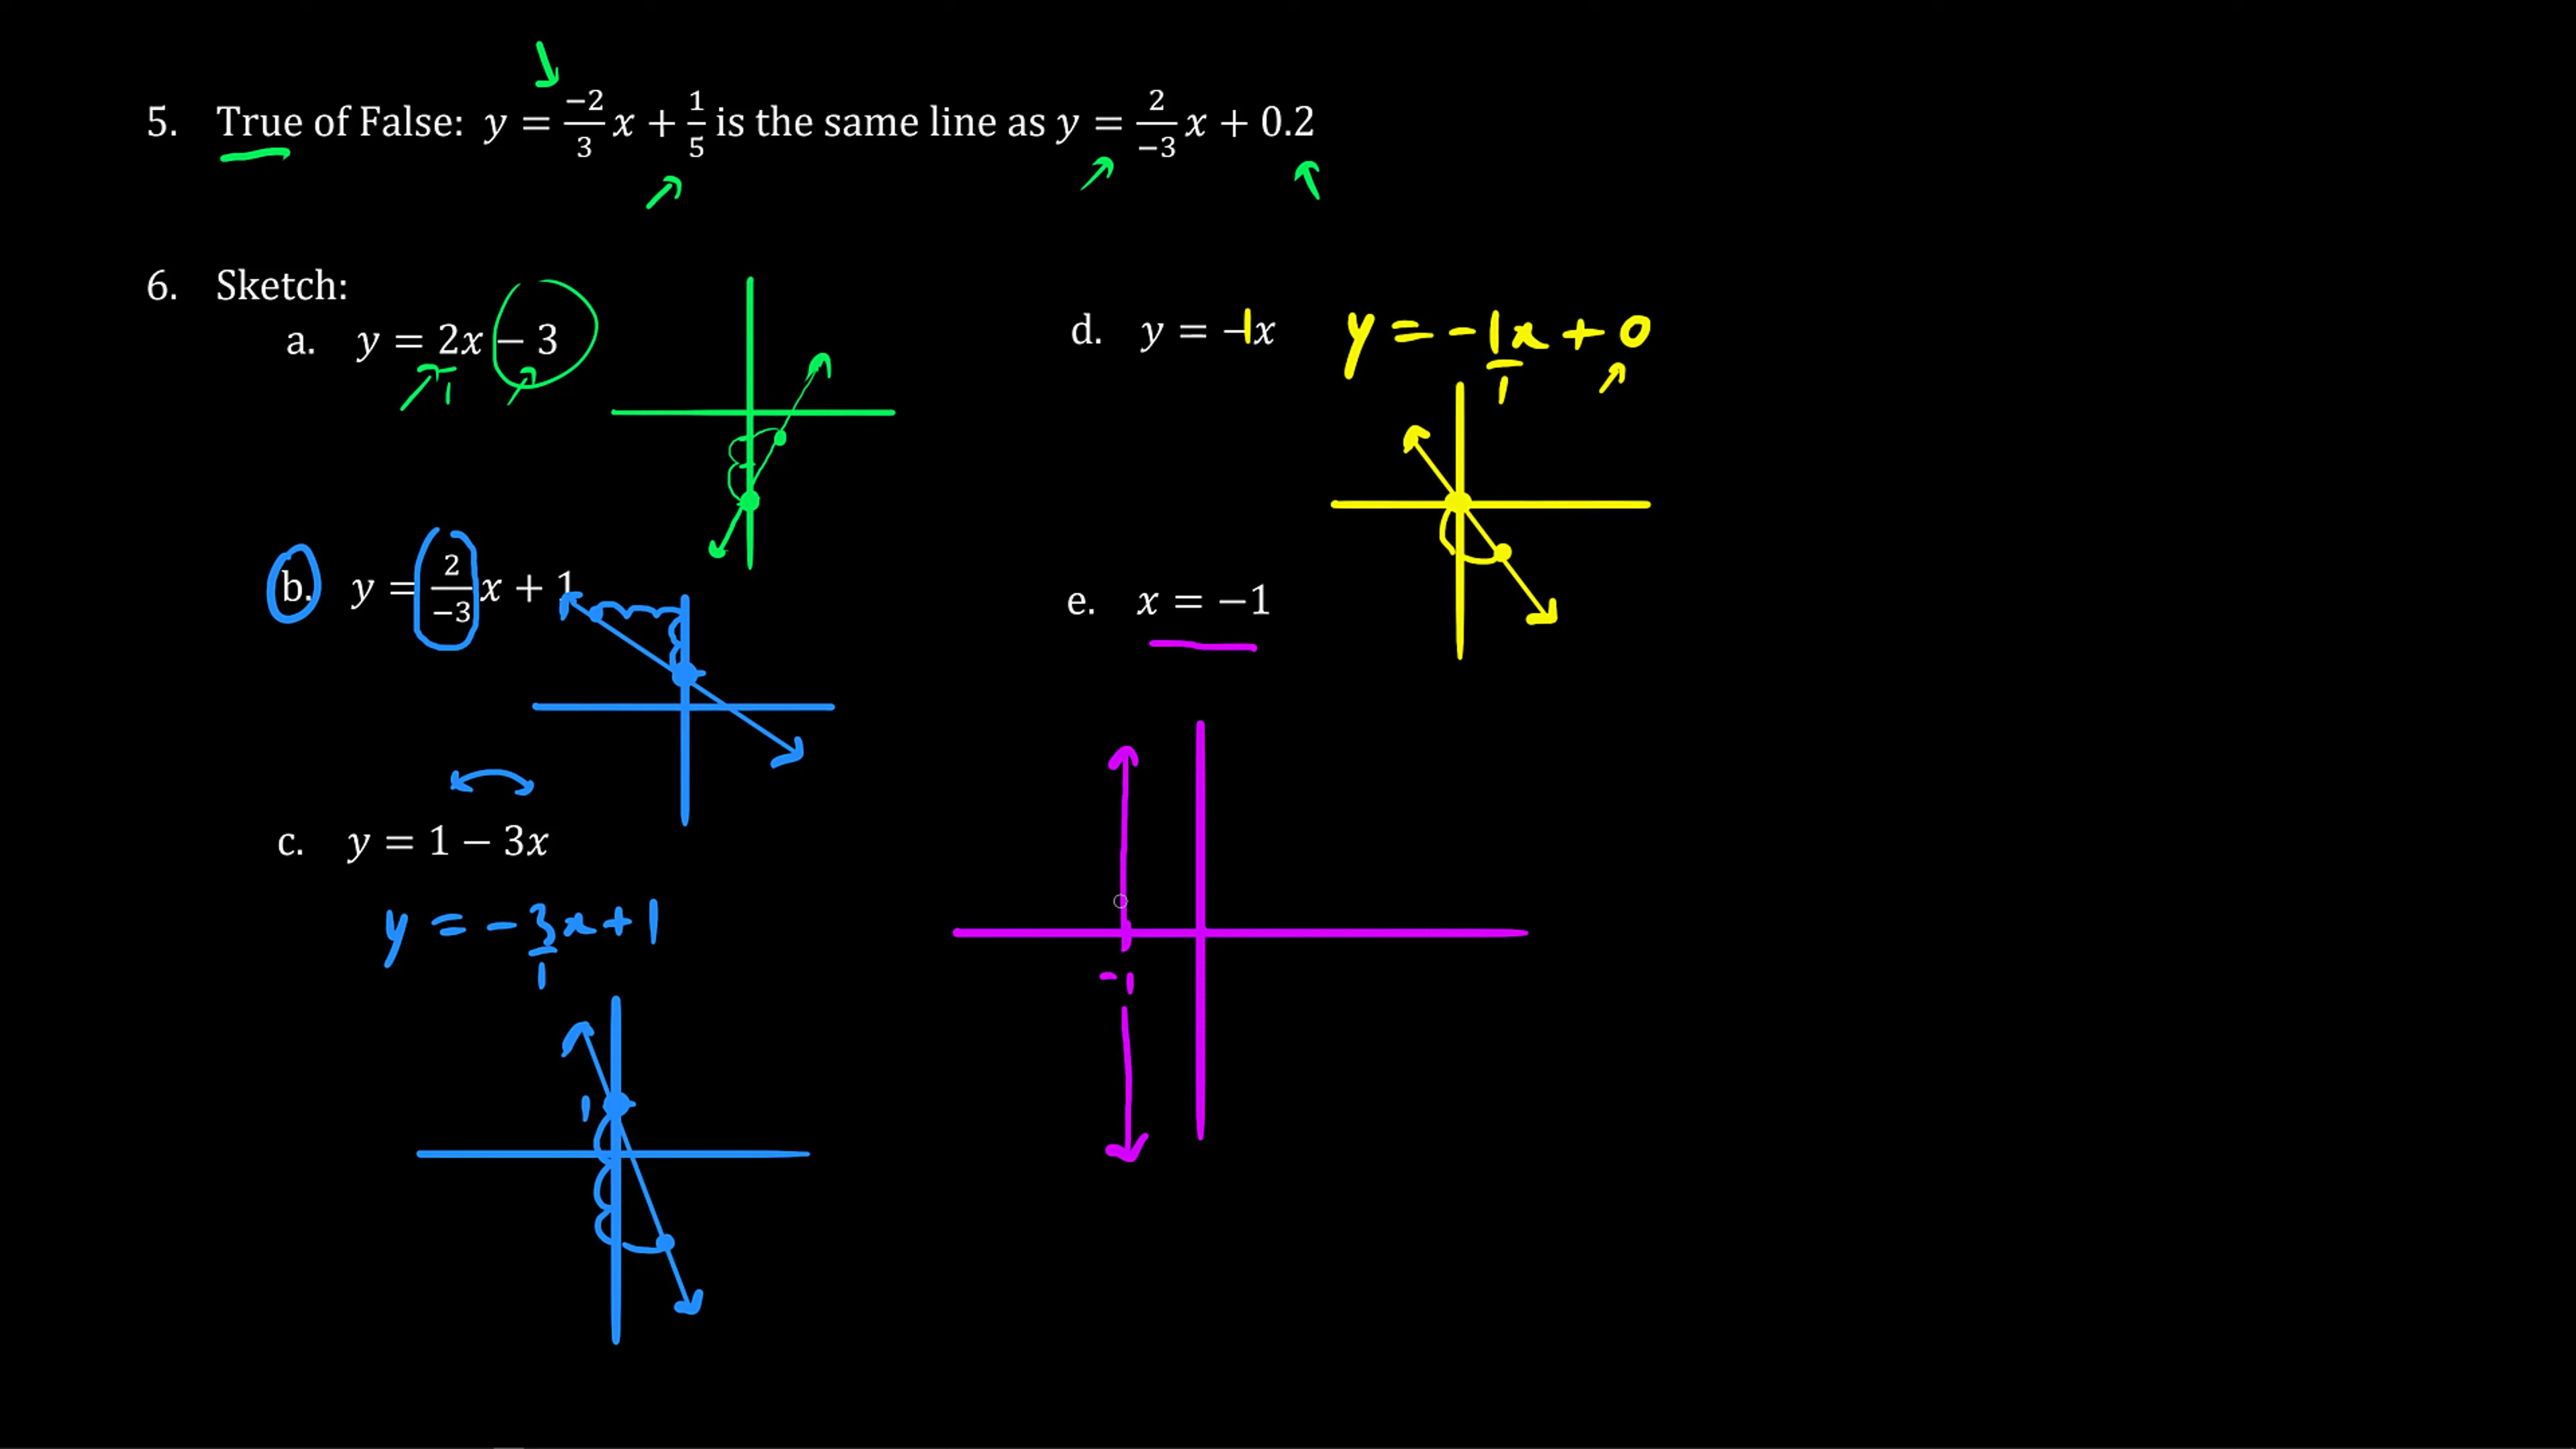 5. True of False: y = -2/3 x + 1/5 is the same line as y = 2/-3 x + 0.2
6. Sketch:
a. y = 2x - 3
1
b. y = 2/-3 x + 1
c. y = 1 - 3x
y = -3/1 x + 1
1
d. y = -1x
y = -1/1 x + 0
e. x = -1
-1